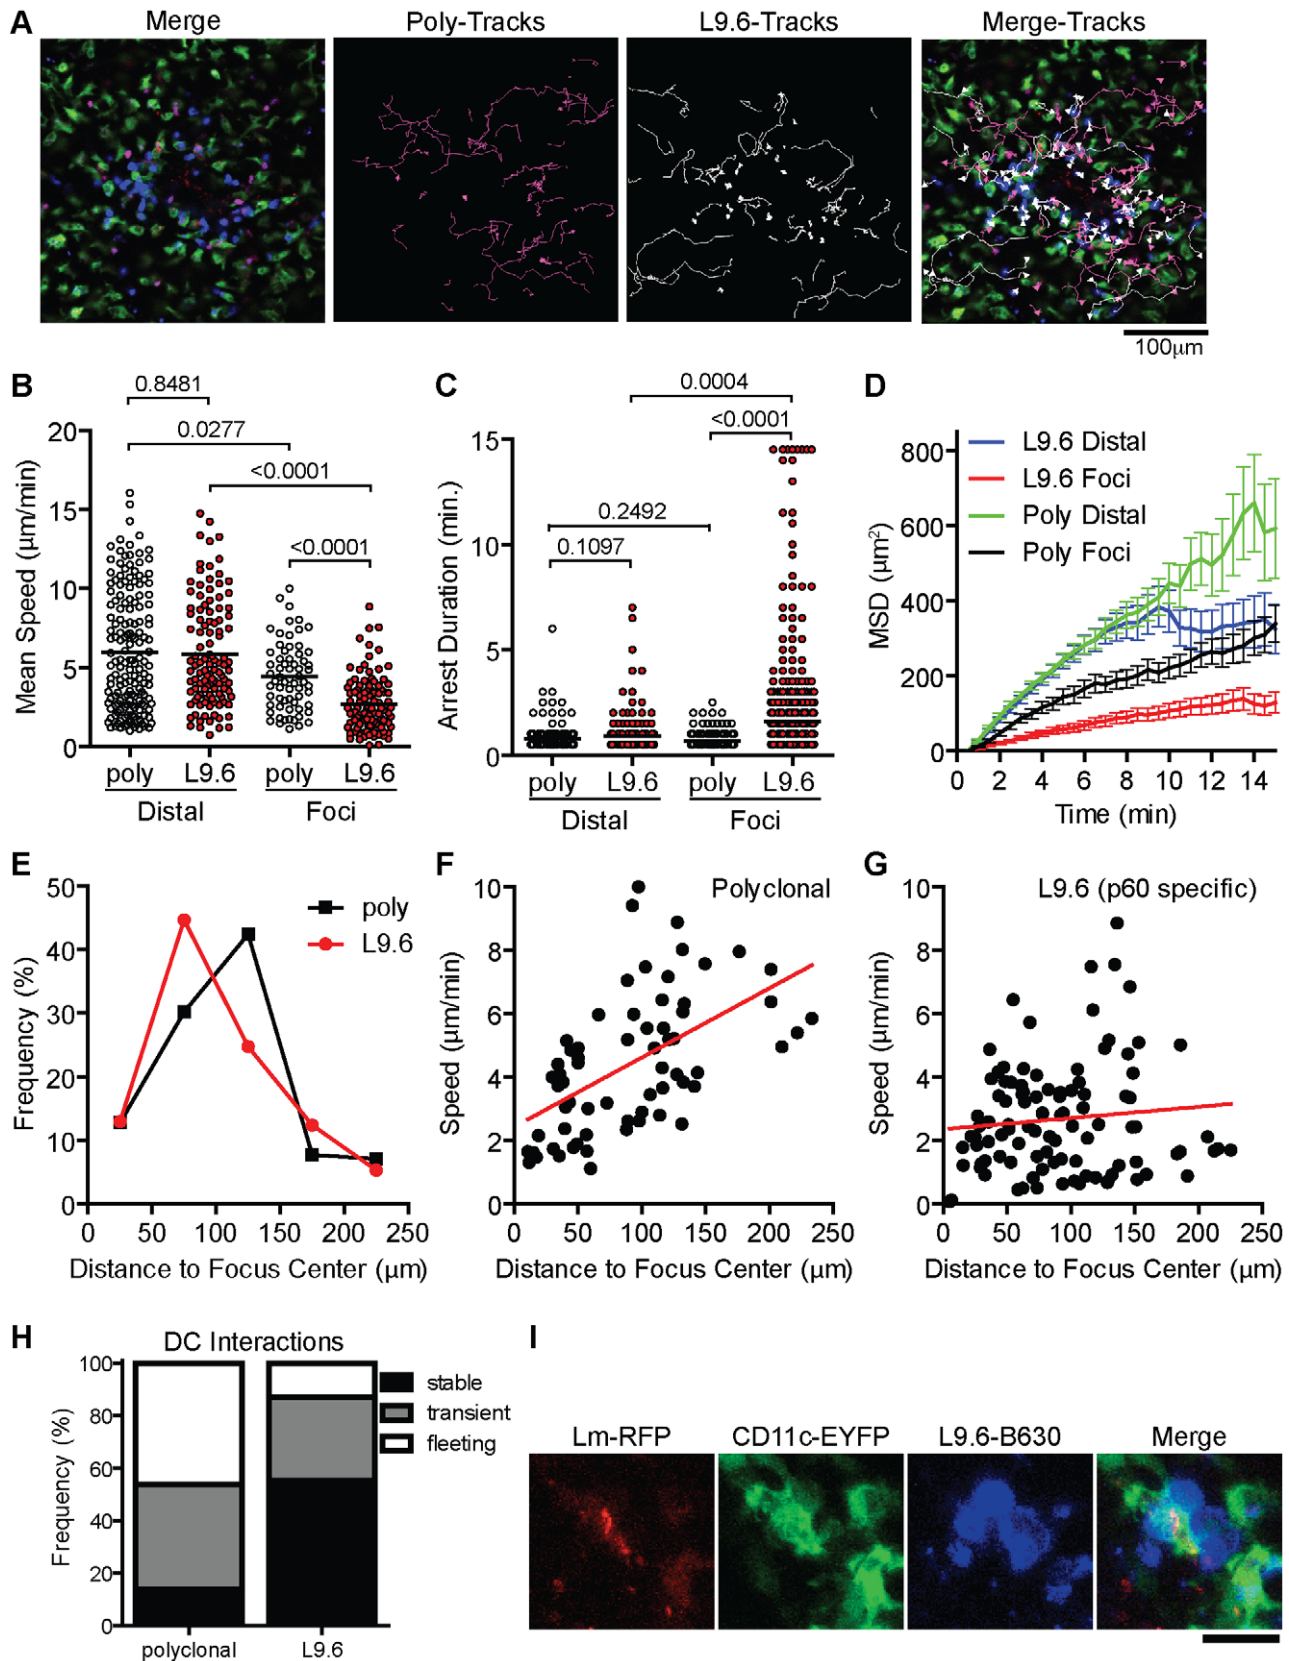 A
Merge
Poly-Tracks
L9.6-Tracks
Merge-Tracks
100µm
B
0.8481
0.0277
<0.0001
<0.0001
20
15
10
5
0
Mean Speed (µm/min)
poly
L9.6
poly
L9.6
Distal
Foci
C
0.0004
<0.0001
0.2492
0.1097
15
10
5
0
Arrest Duration (min.)
poly
L9.6
poly
L9.6
Distal
Foci
D
L9.6 Distal
L9.6 Foci
Poly Distal
Poly Foci
800
600
400
200
0
MSD (µm²)
0 2 4 6 8 10 12 14
Time (min)
E
poly
L9.6
50
40
30
20
10
0
Frequency (%)
0 50 100 150 200 250
Distance to Focus Center (µm)
F
Polyclonal
10
8
6
4
2
0
Speed (µm/min)
0 50 100 150 200 250
Distance to Focus Center (µm)
G
L9.6 (p60 specific)
10
8
6
4
2
0
Speed (µm/min)
0 50 100 150 200 250
Distance to Focus Center (µm)
H
DC Interactions
100
80
60
40
20
0
Frequency (%)
polyclonal
L9.6
stable
transient
fleeting
I
Lm-RFP
CD11c-EYFP
L9.6-B630
Merge